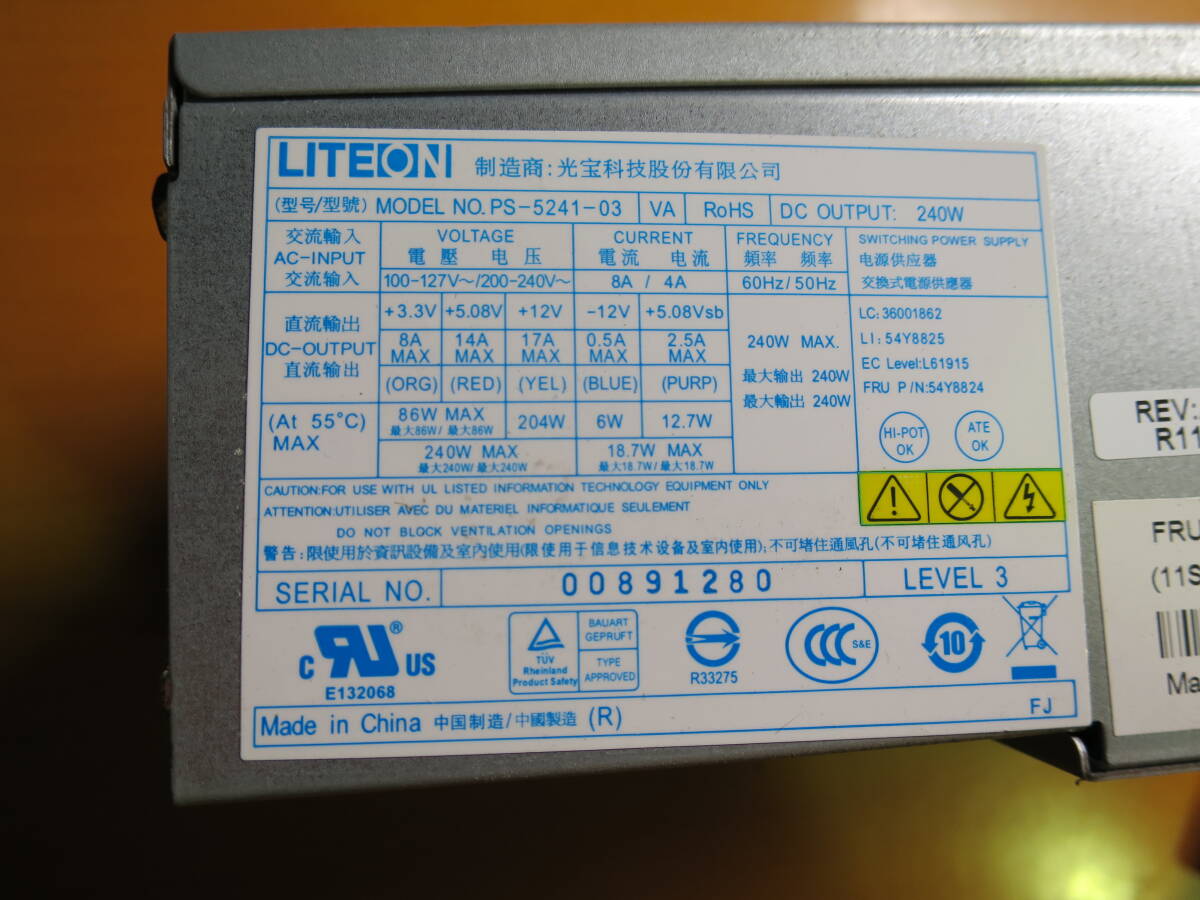 LITEON 制造商:光宝科技股份有限公司
(型号/型號) MODEL NO. PS-5241-03 VA RoHS DC OUTPUT: 240W
交流輸入
AC-INPUT
交流输入
VOLTAGE
電壓 电压
100-127V～/200-240V～
CURRENT
電流 电流
8A / 4A
FREQUENCY
頻率 频率
60Hz/50Hz
SWITCHING POWER SUPPLY
电源供应器
交換式電源供應器
直流輸出
DC-OUTPUT
直流输出
+3.3V +5.08V +12V -12V +5.08Vsb
8A MAX 14A MAX 17A MAX 0.5A MAX 2.5A MAX
(ORG) (RED) (YEL) (BLUE) (PURP)
240W MAX.
最大输出 240W
最大輸出 240W
LC: 36001862
LI: 54Y8825
EC Level:L61915
FRU P/N:54Y8824
HI-POT OK
ATE OK
(At 55°C)
MAX
86W MAX
最大86W/ 最大86W
204W 6W 12.7W
240W MAX
最大240W/ 最大240W
18.7W MAX
最大18.7W/ 最大18.7W
CAUTION:FOR USE WITH UL LISTED INFORMATION TECHNOLOGY EQUIPMENT ONLY
ATTENTION:UTILISER AVEC DU MATERIEL INFORMATIQUE SEULEMENT
DO NOT BLOCK VENTILATION OPENINGS
警告:限使用於資訊設備及室內使用(限使用于信息技术设备及室内使用);不可堵住通風孔(不可堵住通风孔)
SERIAL NO. 00891280 LEVEL 3
C RU ® US
E132068
TÜV
Rheinland
Product Safety
BAUART
GEPRUFT
TYPE
APPROVED
R33275
CCC S&E
10
Made in China 中国制造/中國製造 (R)
FJ
REV:
R11
FRU
(11S
Ma